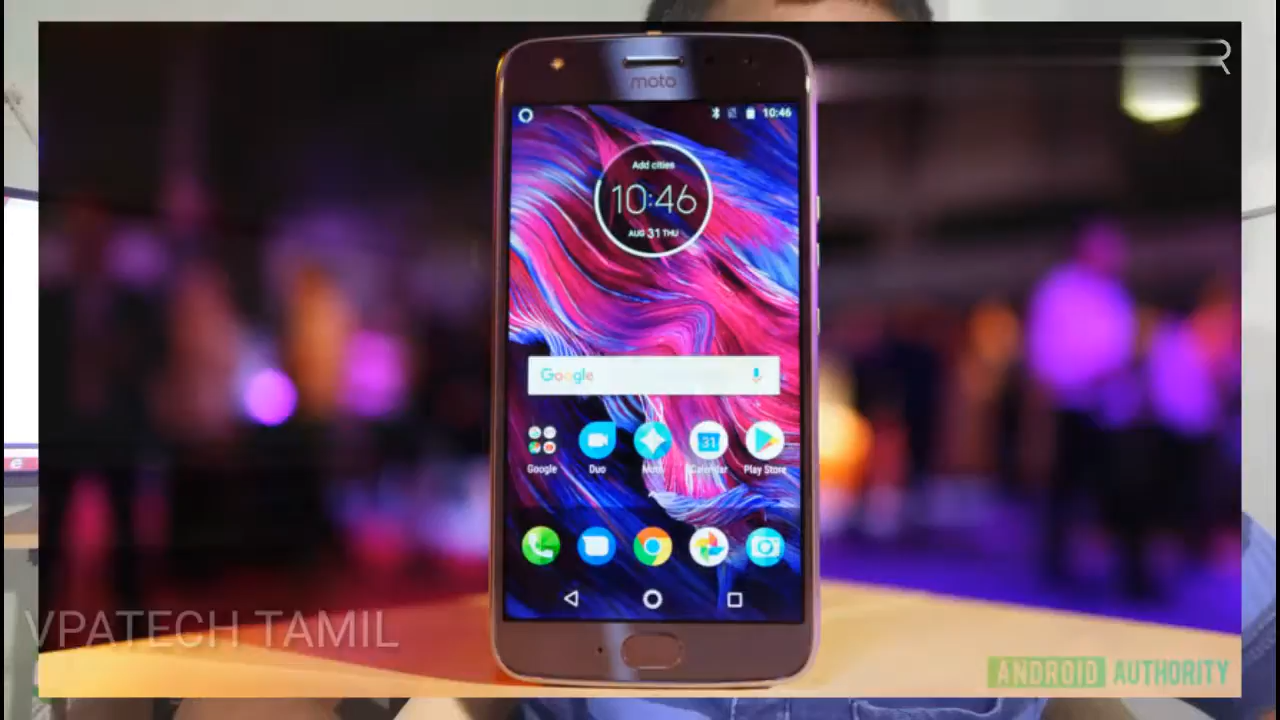 R
moto
10:46
Add cities
10:46
AUG 31 THU
Google
31
Google Duo Moto Calendar Play Store
VPATECH TAMIL
ANDROID AUTHORITY